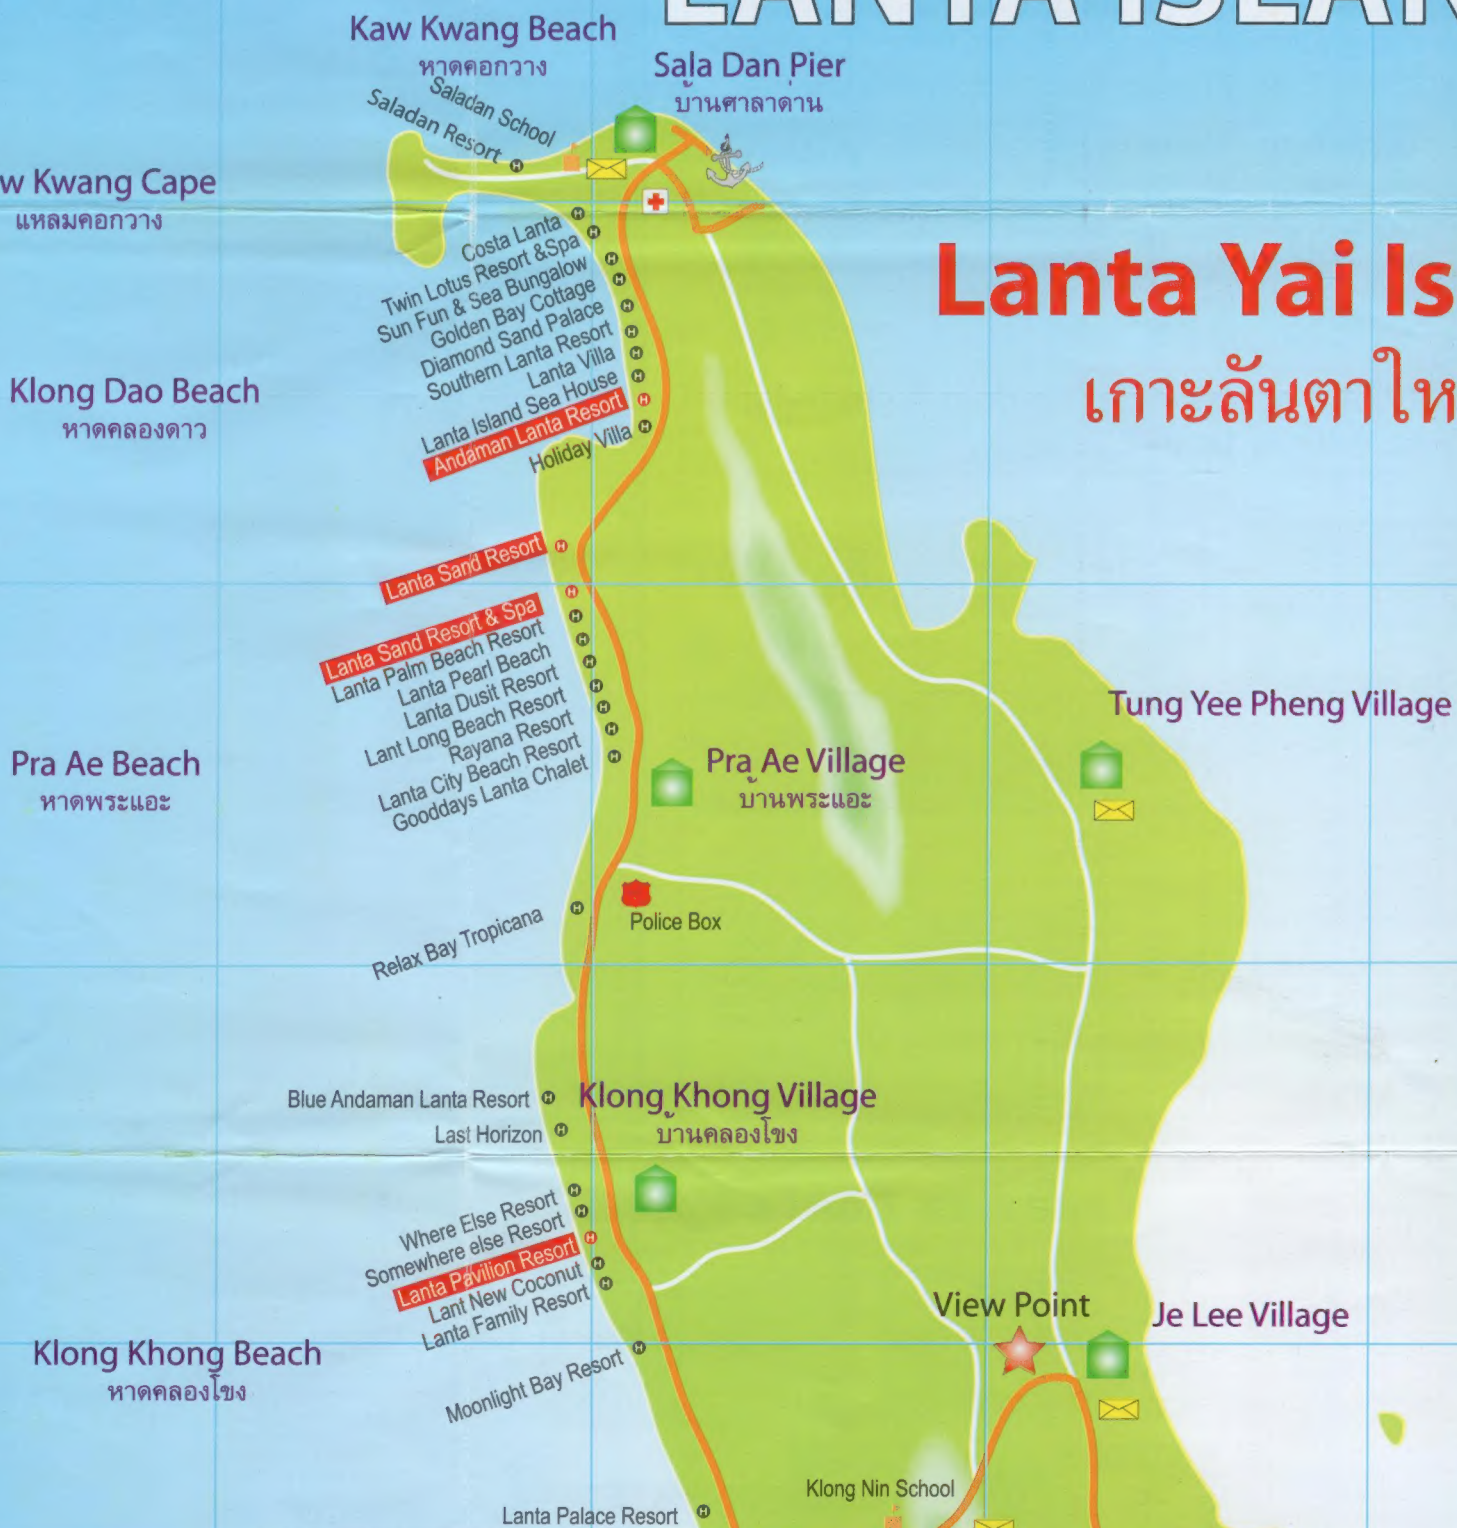 LANTA ISLAN
Kaw Kwang Beach
หาดคอกวาง
Sala Dan Pier
บ้านศาลาด่าน
Saladan School
Saladan Resort
w Kwang Cape
แหลมคอกวาง
Costa Lanta
Twin Lotus Resort &Spa
Sun Fun & Sea Bungalow
Golden Bay Cottage
Diamond Sand Palace
Southern Lanta Resort
Lanta Villa
Lanta Island Sea House
Andaman Lanta Resort
Holiday Villa
Lanta Yai Is
เกาะลันตาให
Klong Dao Beach
หาดคลองดาว
Lanta Sand Resort
Lanta Sand Resort & Spa
Lanta Palm Beach Resort
Lanta Pearl Beach
Lanta Dusit Resort
Lant Long Beach Resort
Rayana Resort
Lanta City Beach Resort
Gooddays Lanta Chalet
Tung Yee Pheng Village
Pra Ae Beach
หาดพระแอะ
Pra Ae Village
บ้านพระแอะ
Police Box
Relax Bay Tropicana
Blue Andaman Lanta Resort
Klong Khong Village
บ้านคลองโขง
Last Horizon
Where Else Resort
Somewhere else Resort
Lanta Pavilion Resort
Lant New Coconut
Lanta Family Resort
View Point
Je Lee Village
Klong Khong Beach
หาดคลองโขง
Moonlight Bay Resort
Klong Nin School
Lanta Palace Resort